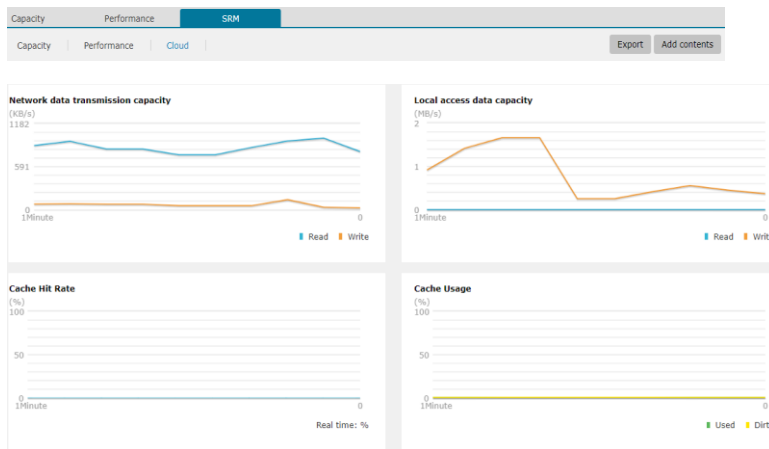 Capacity Performance SRM
Capacity Performance Cloud Export Add contents
Network data transmission capacity
(KB/s)
1182
591
0
1Minute 0
Read Write
Local access data capacity
(MB/s)
2
1
0
1Minute 0
Read Writ
Cache Hit Rate
(%)
100
50
0
1Minute 0
Real time: %
Cache Usage
(%)
100
50
0
1Minute 0
Used Dirt